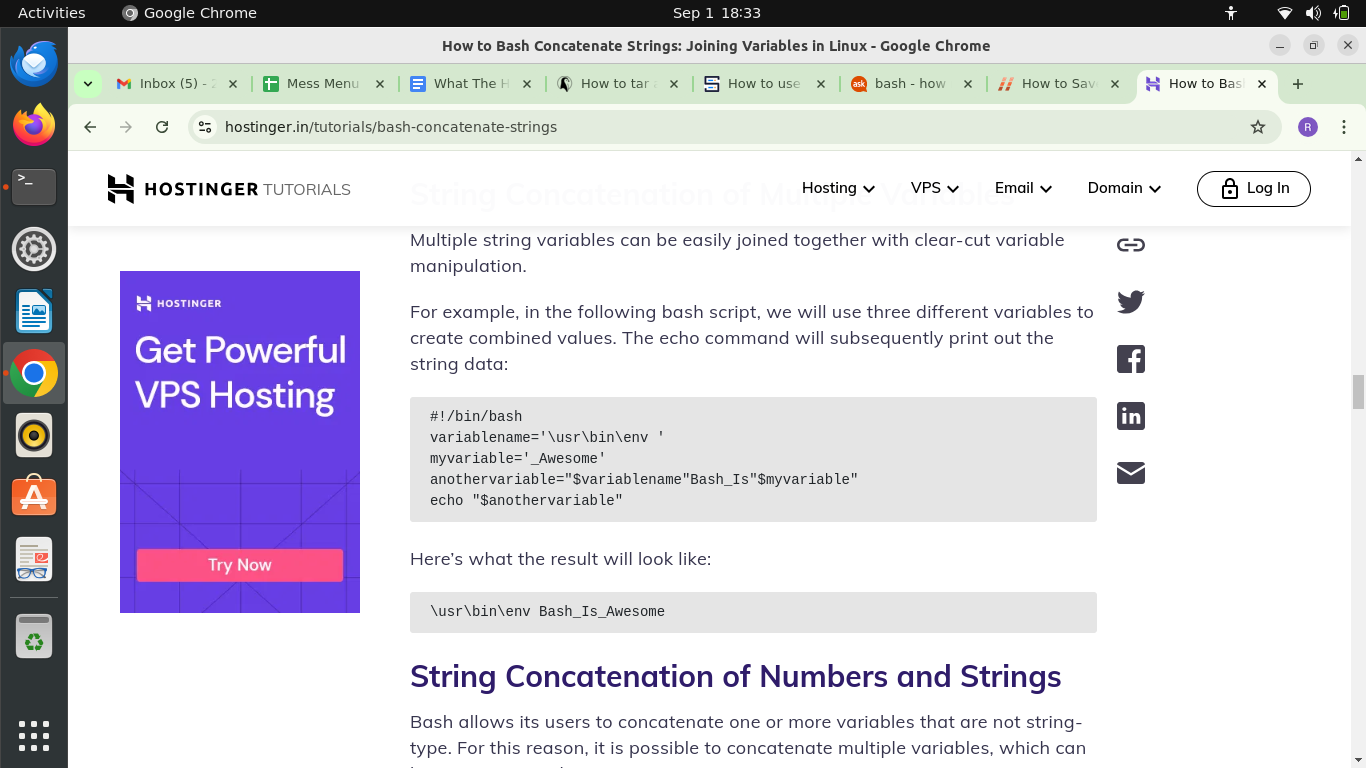 Activities
Google Chrome
Sep 1 18:33
How to Bash Concatenate Strings: Joining Variables in Linux - Google Chrome
Inbox (5) -
Mess Menu
What The H
How to tar
How to use
ask
bash - how
How to Sav
How to Bas
hostinger.in/tutorials/bash-concatenate-strings
R
HOSTINGER TUTORIALS
Hosting
VPS
Email
Domain
Log In
String Concatenation of Multiple Variables
Multiple string variables can be easily joined together with clear-cut variable
manipulation.
For example, in the following bash script, we will use three different variables to
create combined values. The echo command will subsequently print out the
string data:
#!/bin/bash
variablename='\usr\bin\env '
myvariable='_Awesome'
anothervariable="$variablename"Bash_Is"$myvariable"
echo "$anothervariable"
Here’s what the result will look like:
\usr\bin\env Bash_Is_Awesome
String Concatenation of Numbers and Strings
Bash allows its users to concatenate one or more variables that are not string-
type. For this reason, it is possible to concatenate multiple variables, which can
HOSTINGER
Get Powerful
VPS Hosting
Try Now